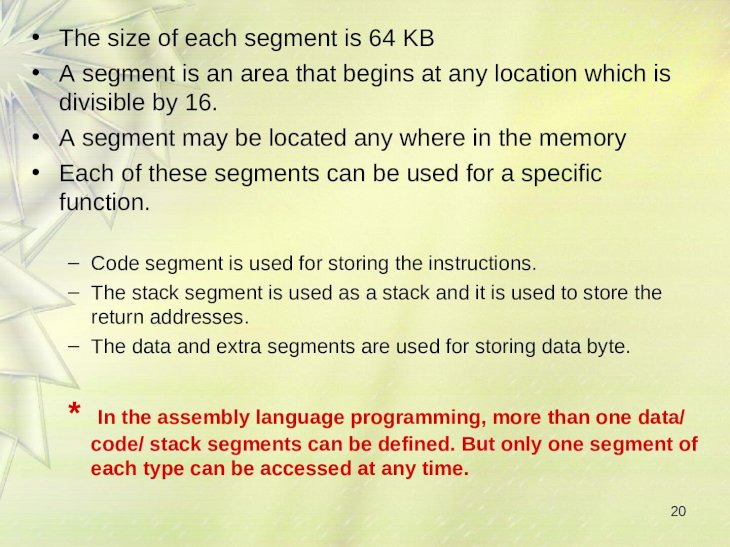 • The size of each segment is 64 KB
• A segment is an area that begins at any location which is
divisible by 16.
• A segment may be located any where in the memory
• Each of these segments can be used for a specific
function.
– Code segment is used for storing the instructions.
– The stack segment is used as a stack and it is used to store the
return addresses.
– The data and extra segments are used for storing data byte.
* In the assembly language programming, more than one data/
code/ stack segments can be defined. But only one segment of
each type can be accessed at any time.
20